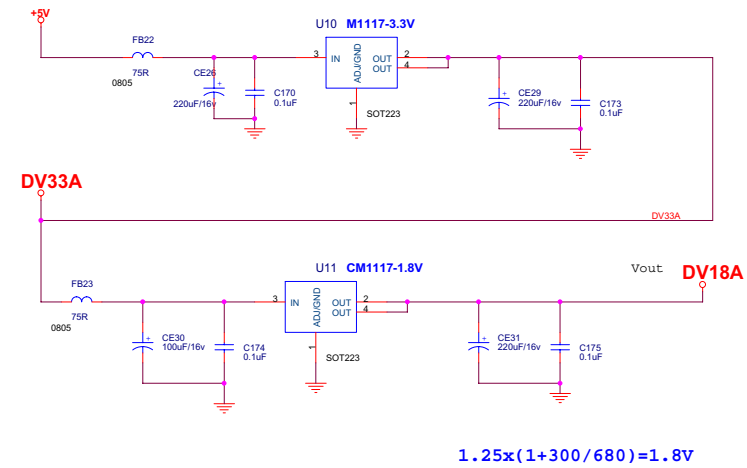 +5V
U10 M1117-3.3V
FB22
3 IN OUT 2
OUT 4
ADJ/GND
75R
0805
CE26
220uF/16v
C170
0.1uF
1
SOT223
CE29
220uF/16v
C173
0.1uF
DV33A
DV33A
U11 CM1117-1.8V
Vout DV18A
FB23
3 IN OUT 2
OUT 4
ADJ/GND
75R
0805
CE30
100uF/16v
C174
0.1uF
1
SOT223
CE31
220uF/16v
C175
0.1uF
1.25x(1+300/680)=1.8V